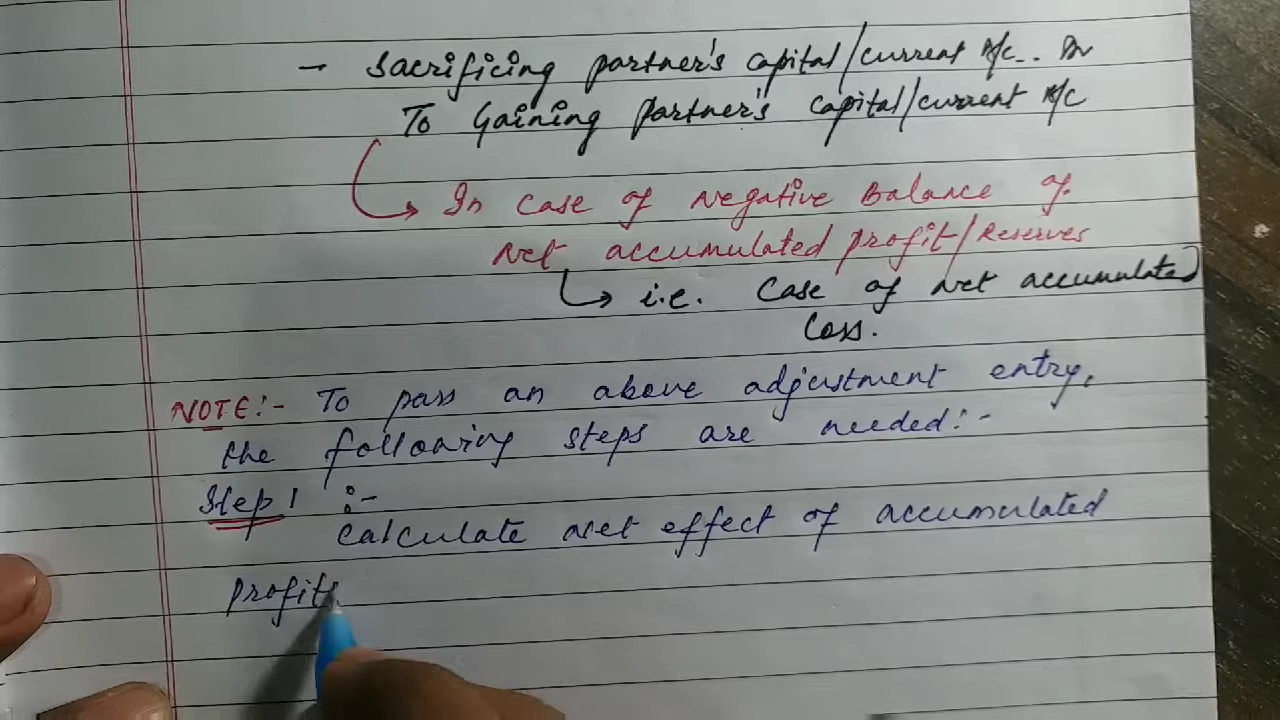 - Sacrificing partner's capital/current A/c.. Dr
To Gaining partner's capital/current A/c
In case of Negative Balance of
Net accumulated profit/Reserves
i.e. Case of Net accumulated
Loss.
NOTE:- To pass an above adjustment entry,
the following steps are needed:-
Step 1 :-
Calculate net effect of accumulated
profits